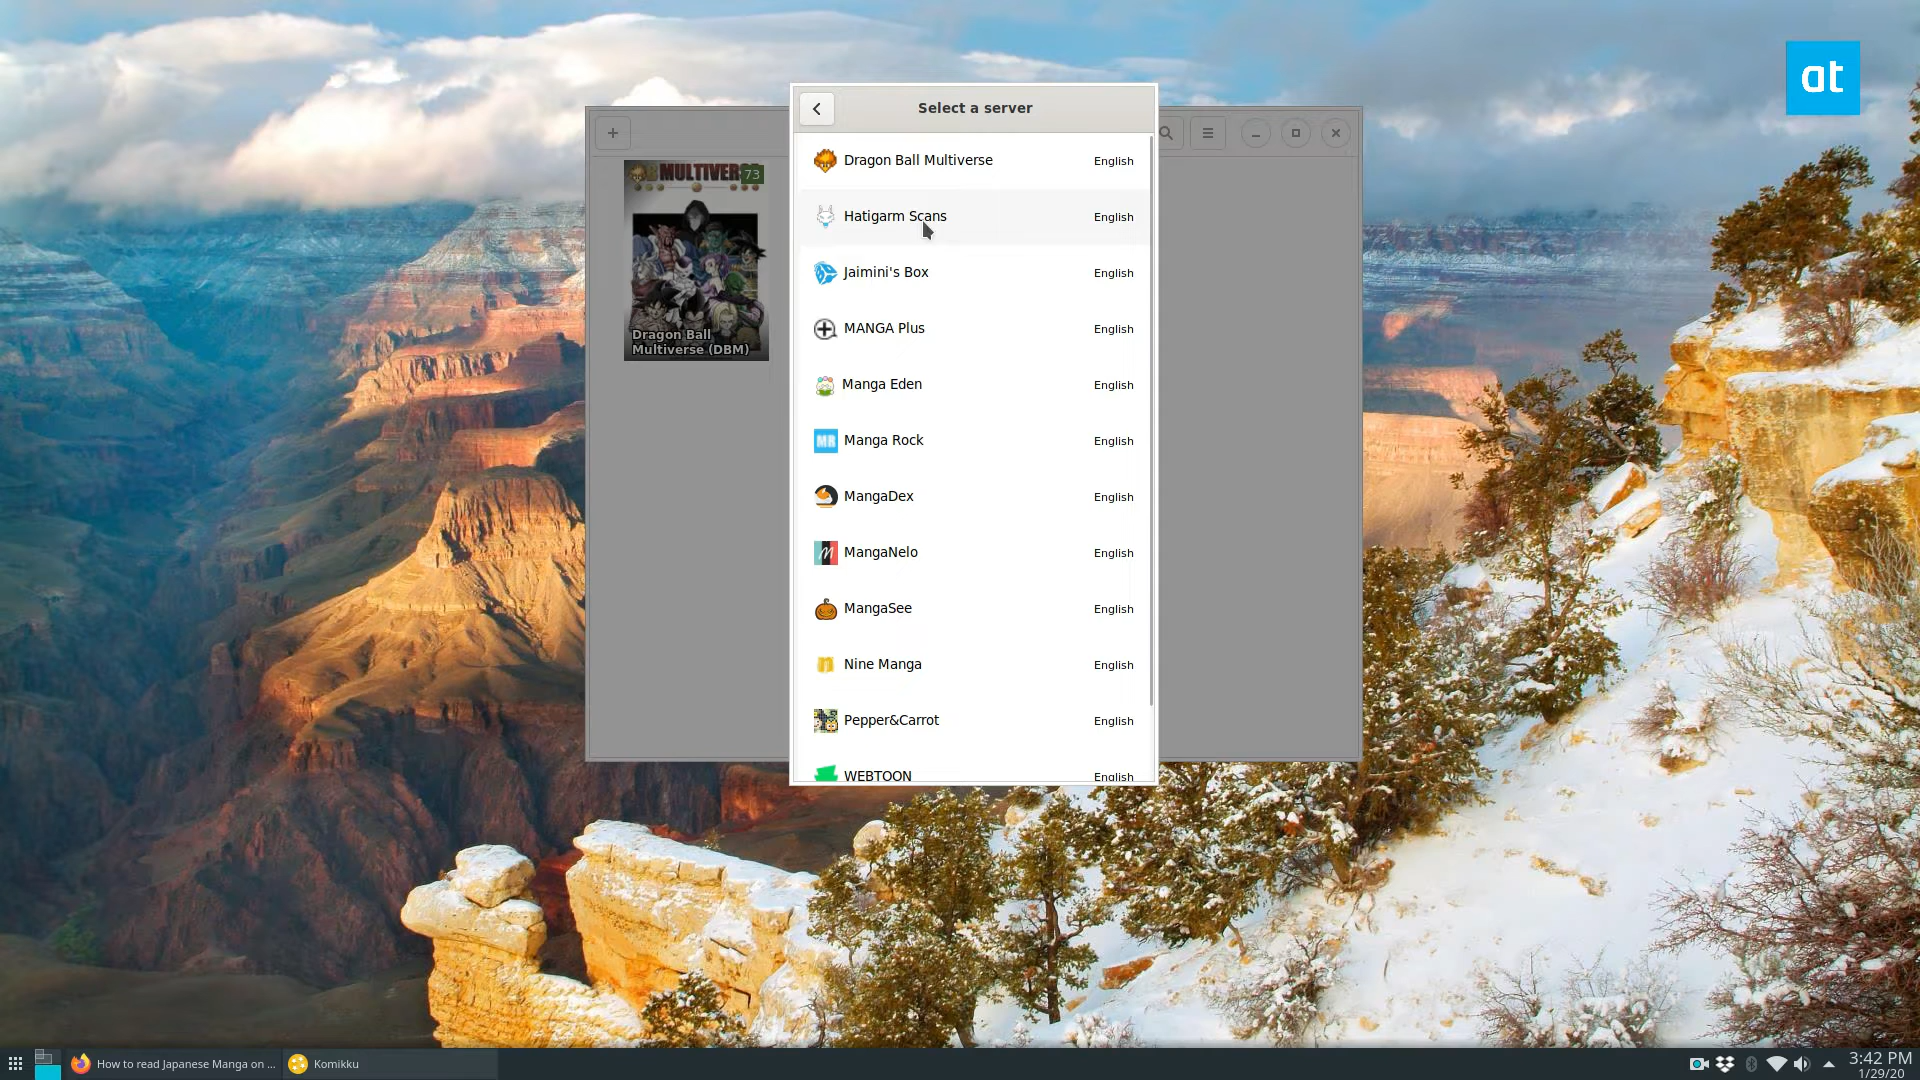 at
Select a server
Dragon Ball Multiverse English
Hatigarm Scans English
Jaimini's Box English
MANGA Plus English
Manga Eden English
MR Manga Rock English
MangaDex English
MangaNelo English
MangaSee English
Nine Manga English
Pepper&Carrot English
WEBTOON English
MULTIVER 73
Dragon Ball
Multiverse (DBM)
How to read Japanese Manga on ...
Komikku
3:42 PM
1/29/20